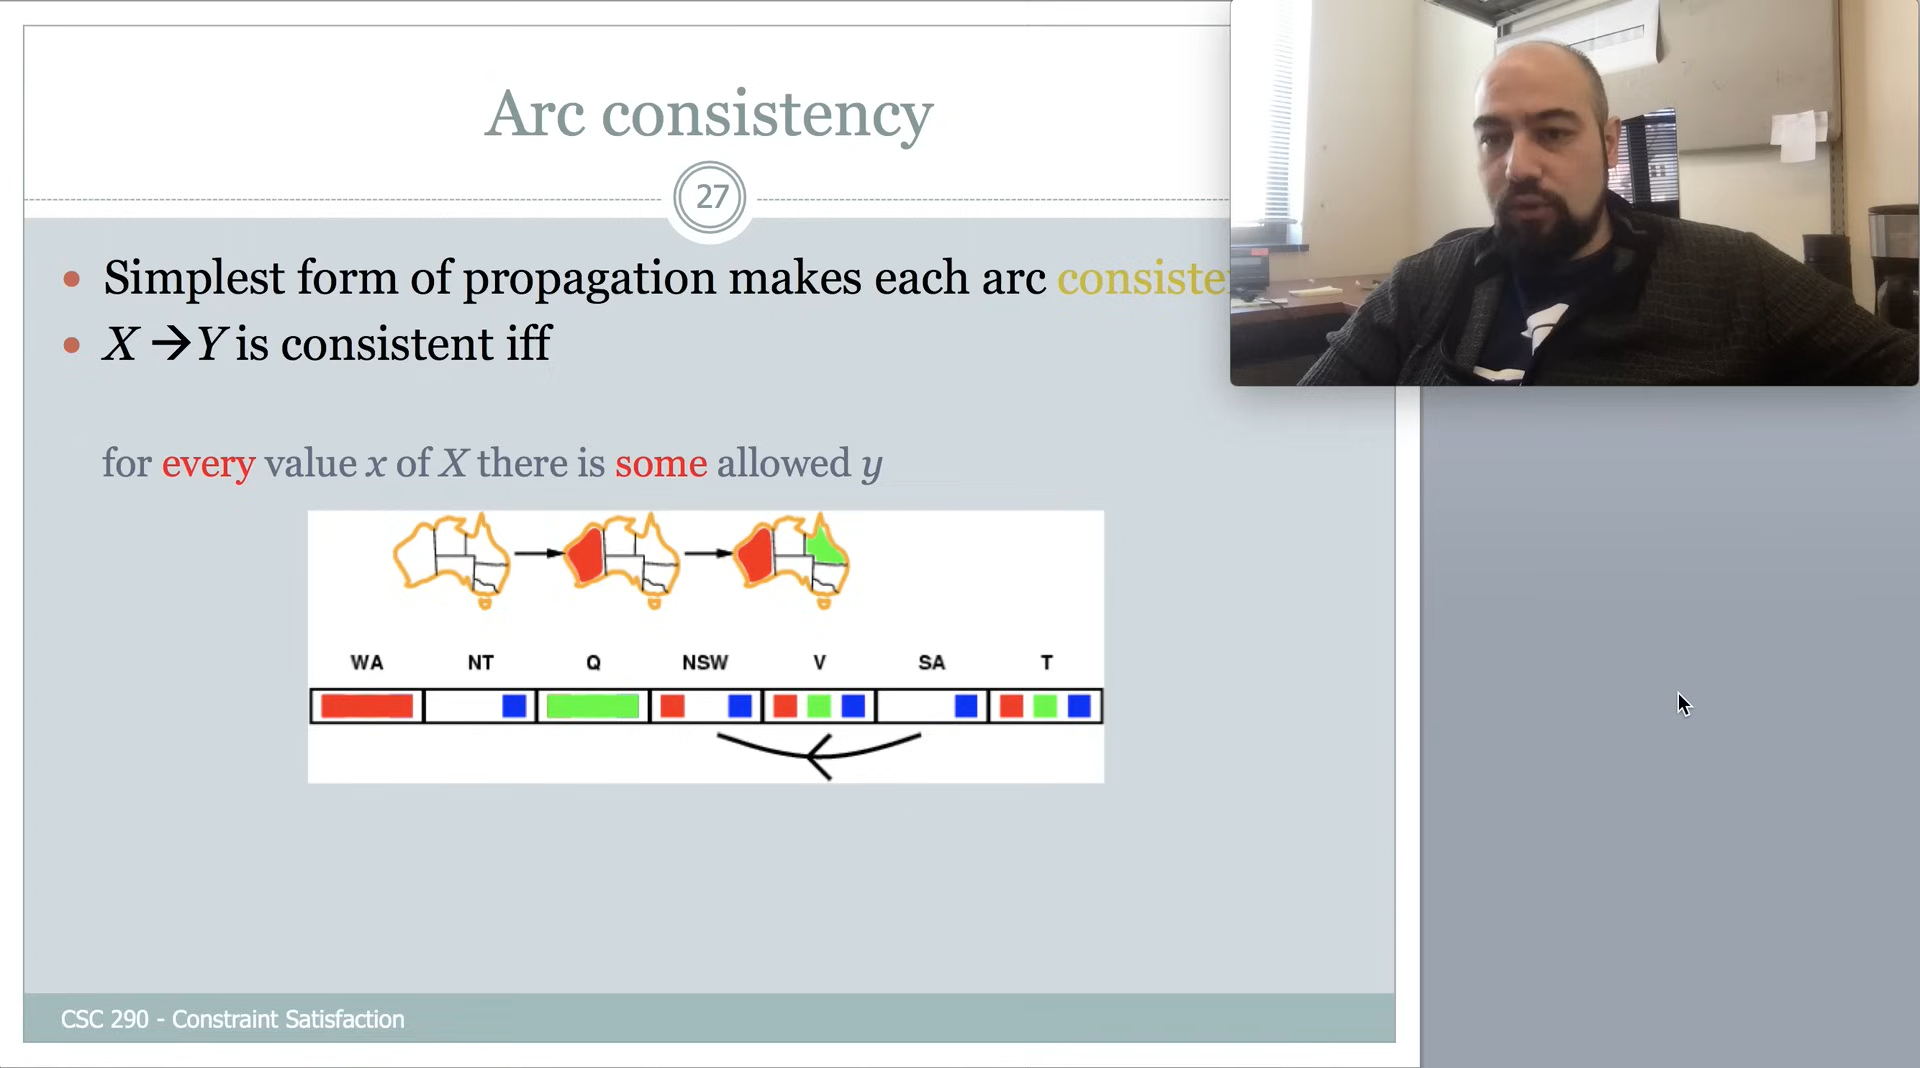 Arc consistency
27
• Simplest form of propagation makes each arc
• X →Y is consistent iff
for every value x of X there is some allowed y
WA NT Q NSW V SA T
CSC 290 - Constraint Satisfaction